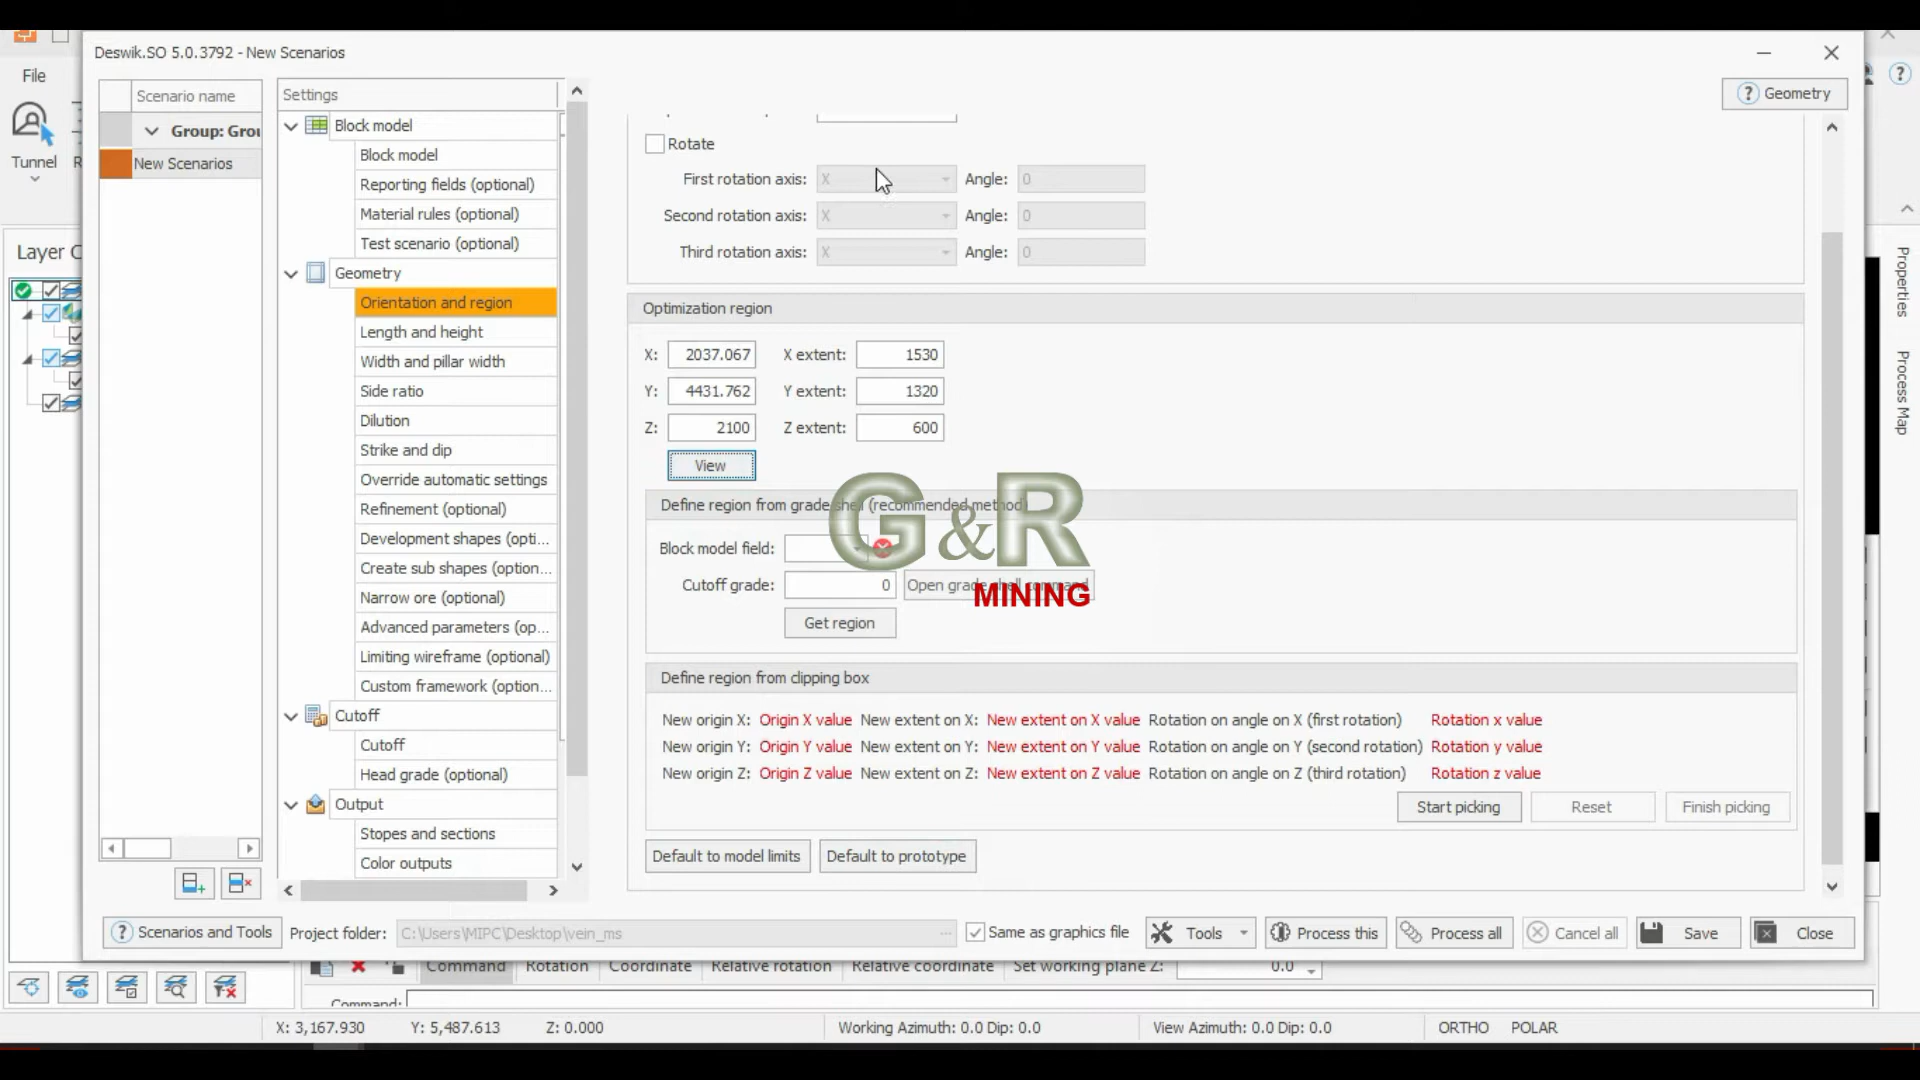 Deswik.SO 5.0.3792 - New Scenarios
File
Scenario name
Settings
Geometry
Group: Grou
New Scenarios
Tunnel
Layer C
Block model
Block model
Reporting fields (optional)
Material rules (optional)
Test scenario (optional)
Geometry
Orientation and region
Length and height
Width and pillar width
Side ratio
Dilution
Strike and dip
Override automatic settings
Refinement (optional)
Development shapes (opti...
Create sub shapes (option...
Narrow ore (optional)
Advanced parameters (op...
Limiting wireframe (optional)
Custom framework (option...
Cutoff
Cutoff
Head grade (optional)
Output
Stopes and sections
Color outputs
Rotate
First rotation axis: X Angle: 0
Second rotation axis: X Angle: 0
Third rotation axis: X Angle: 0
Optimization region
X: 2037.067 X extent: 1530
Y: 4431.762 Y extent: 1320
Z: 2100 Z extent: 600
View
Define region from grade shell (recommended method)
G&R
MINING
Block model field:
Cutoff grade: 0 Open grade shell command
Get region
Define region from clipping box
New origin X: Origin X value New extent on X: New extent on X value Rotation on angle on X (first rotation) Rotation x value
New origin Y: Origin Y value New extent on Y: New extent on Y value Rotation on angle on Y (second rotation) Rotation y value
New origin Z: Origin Z value New extent on Z: New extent on Z value Rotation on angle on Z (third rotation) Rotation z value
Start picking Reset Finish picking
Default to model limits Default to prototype
Properties
Process Map
Scenarios and Tools Project folder: C:\Users\MIPC\Desktop\vein_ms ... Same as graphics file Tools Process this Process all Cancel all Save Close
Command Rotation Coordinate Relative rotation Relative coordinate Set working plane Z: 0.0
Command:
X: 3,167.930 Y: 5,487.613 Z: 0.000 Working Azimuth: 0.0 Dip: 0.0 View Azimuth: 0.0 Dip: 0.0 ORTHO POLAR